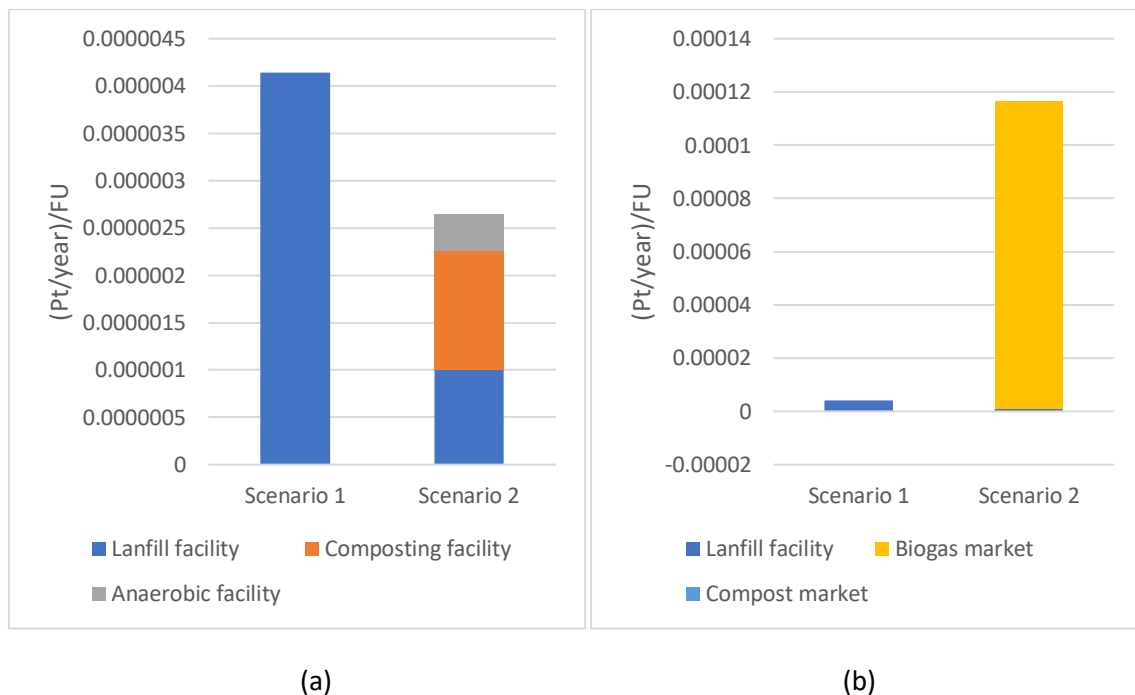 0.0000045
0.000004
0.0000035
0.000003
0.0000025
0.000002
0.0000015
0.000001
0.0000005
0
(Pt/year)/FU
Scenario 1 Scenario 2
Lanfill facility Composting facility
Anaerobic facility
(a)
0.00014
0.00012
0.0001
0.00008
0.00006
0.00004
0.00002
0
-0.00002
(Pt/year)/FU
Scenario 1 Scenario 2
Lanfill facility Biogas market
Compost market
(b)